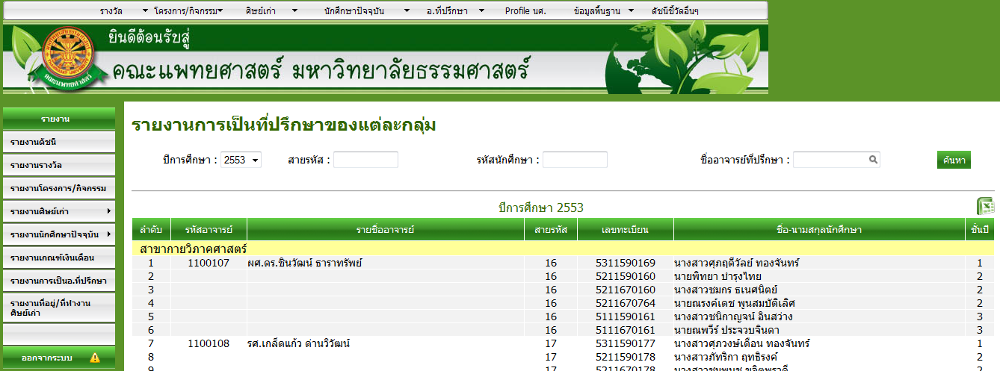 รางวัล โครงการ/กิจกรรม ศิษย์เก่า นักศึกษาปัจจุบัน อ.ที่ปรึกษา Profile นศ. ข้อมูลพื้นฐาน ดัชนีชี้วัดอื่นๆ
ยินดีต้อนรับสู่
คณะแพทยศาสตร์ มหาวิทยาลัยธรรมศาสตร์
รายงาน
รายงานดัชนี
รายงานรางวัล
รายงานโครงการ/กิจกรรม
รายงานศิษย์เก่า
รายงานนักศึกษาปัจจุบัน
รายงานเกณฑ์เงินเดือน
รายงานการเป็นอ.ที่ปรึกษา
รายงานที่อยู่/ที่ทำงาน
ศิษย์เก่า
ออกจากระบบ
รายงานการเป็นที่ปรึกษาของแต่ละกลุ่ม
ปีการศึกษา : 2553 สายรหัส : รหัสนักศึกษา : ชื่ออาจารย์ที่ปรึกษา : ค้นหา
ปีการศึกษา 2553
ลำดับ รหัสอาจารย์ รายชื่ออาจารย์ สายรหัส เลขทะเบียน ชื่อ-นามสกุลนักศึกษา ชั้นปี
สาขากายวิภาคศาสตร์
1 1100107 ผศ.ดร.ชินวัฒน์ ธาราทรัพย์ 16 5311590169 นางสาวศุภฤดีวัลย์ ทองจันทร์ 1
2 16 5211590160 นายพิทยา ปารุงไทย 2
3 16 5211670160 นางสาวชมกร ธเนศนิตย์ 2
4 16 5211670764 นายณรงค์เดช พูนสมบัติเลิศ 2
5 16 5111590161 นางสาวชนิกาญจน์ อินสว่าง 3
6 16 5111670161 นายณพวีร์ ประจวบจินดา 3
7 1100108 รศ.เกล็ดแก้ว ด่านวิวัฒน์ 17 5311590177 นางสาวศุภวงษ์เดือน ทองจันทร์ 1
8 17 5211590178 นางสาวภัทริกา ฤทธิรงค์ 2
9 17 5211670178 2